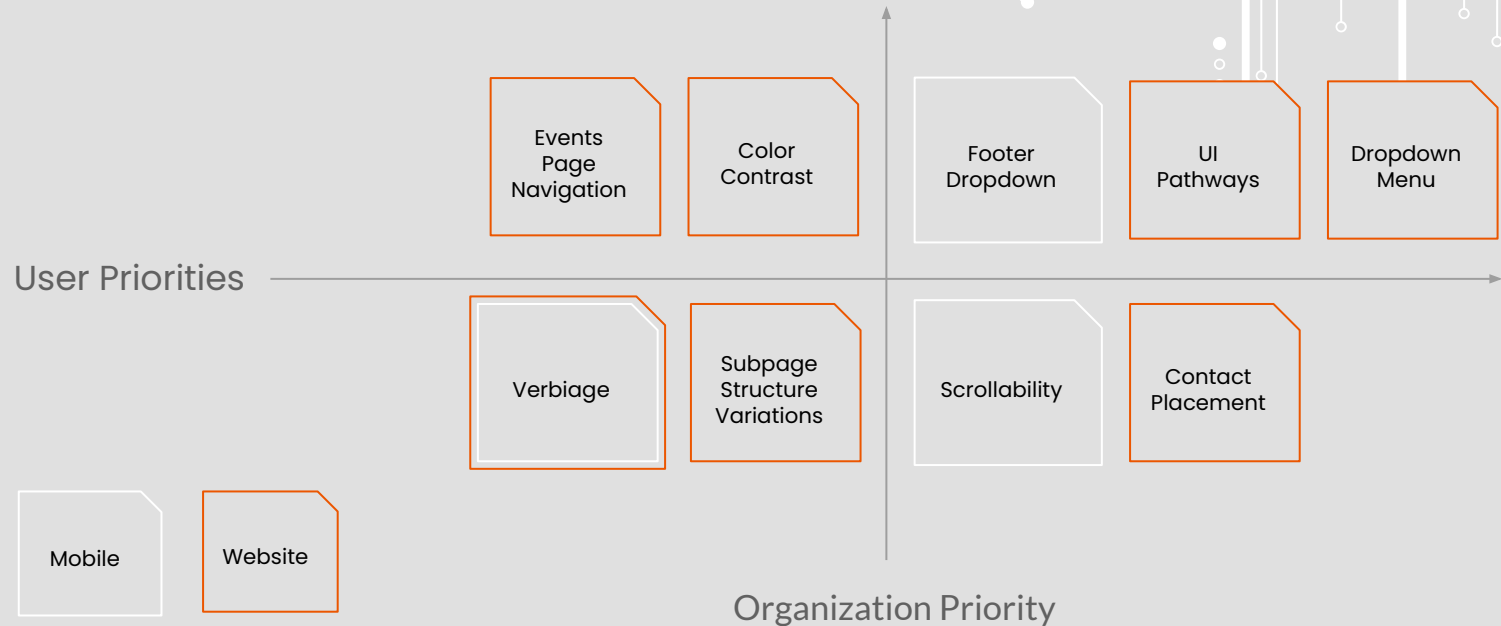 Events
Page
Navigation
Color
Contrast
Footer
Dropdown
UI
Pathways
Dropdown
Menu
User Priorities
Verbiage
Subpage
Structure
Variations
Scrollability
Contact
Placement
Mobile
Website
Organization Priority